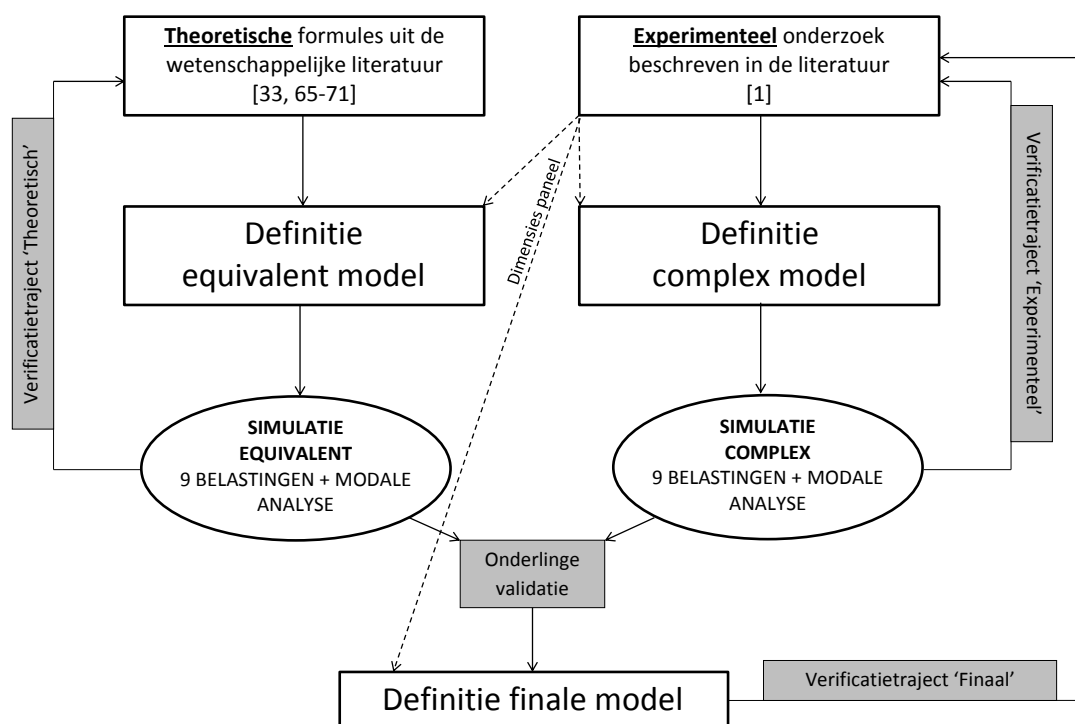 Theoretische formules uit de
wetenschappelijke literatuur
[33, 65-71]
Experimenteel onderzoek
beschreven in de literatuur
[1]
Verificatietraject ‘Theoretisch’
Dimensies paneel
Verificatietraject ‘Experimenteel’
Definitie
equivalent model
Definitie
complex model
SIMULATIE
EQUIVALENT
9 BELASTINGEN + MODALE
ANALYSE
SIMULATIE
COMPLEX
9 BELASTINGEN + MODALE
ANALYSE
Onderlinge
validatie
Definitie finale model
Verificatietraject ‘Finaal’